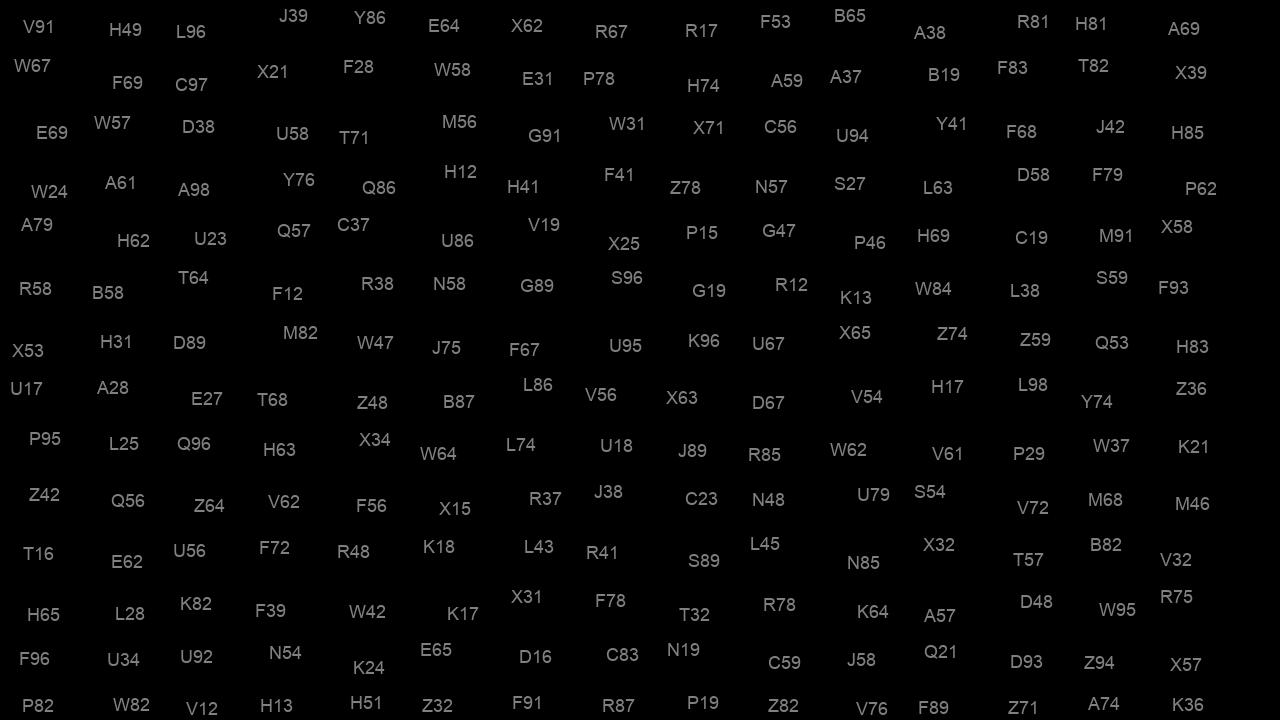 V91 H49 L96 J39 Y86 E64 X62 R67 R17 F53 B65 A38 R81 H81 A69
W67 F69 C97 X21 F28 W58 E31 P78 H74 A59 A37 B19 F83 T82 X39
E69 W57 D38 U58 T71 M56 G91 W31 X71 C56 U94 Y41 F68 J42 H85
W24 A61 A98 Y76 Q86 H12 H41 F41 Z78 N57 S27 L63 D58 F79 P62
A79 H62 U23 Q57 C37 U86 V19 X25 P15 G47 P46 H69 C19 M91 X58
R58 B58 T64 F12 R38 N58 G89 S96 G19 R12 K13 W84 L38 S59 F93
X53 H31 D89 M82 W47 J75 F67 U95 K96 U67 X65 Z74 Z59 Q53 H83
U17 A28 E27 T68 Z48 B87 L86 V56 X63 D67 V54 H17 L98 Y74 Z36
P95 L25 Q96 H63 X34 W64 L74 U18 J89 R85 W62 V61 P29 W37 K21
Z42 Q56 Z64 V62 F56 X15 R37 J38 C23 N48 U79 S54 V72 M68 M46
T16 E62 U56 F72 R48 K18 L43 R41 S89 L45 N85 X32 T57 B82 V32
H65 L28 K82 F39 W42 K17 X31 F78 T32 R78 K64 A57 D48 W95 R75
F96 U34 U92 N54 K24 E65 D16 C83 N19 C59 J58 Q21 D93 Z94 X57
P82 W82 V12 H13 H51 Z32 F91 R87 P19 Z82 V76 F89 Z71 A74 K36